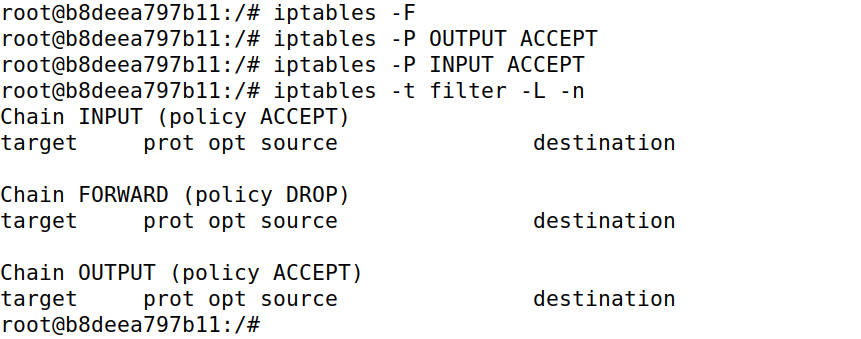 root@b8deea797b11:/# iptables -F
root@b8deea797b11:/# iptables -P OUTPUT ACCEPT
root@b8deea797b11:/# iptables -P INPUT ACCEPT
root@b8deea797b11:/# iptables -t filter -L -n
Chain INPUT (policy ACCEPT)
target     prot opt source               destination

Chain FORWARD (policy DROP)
target     prot opt source               destination

Chain OUTPUT (policy ACCEPT)
target     prot opt source               destination
root@b8deea797b11:/#